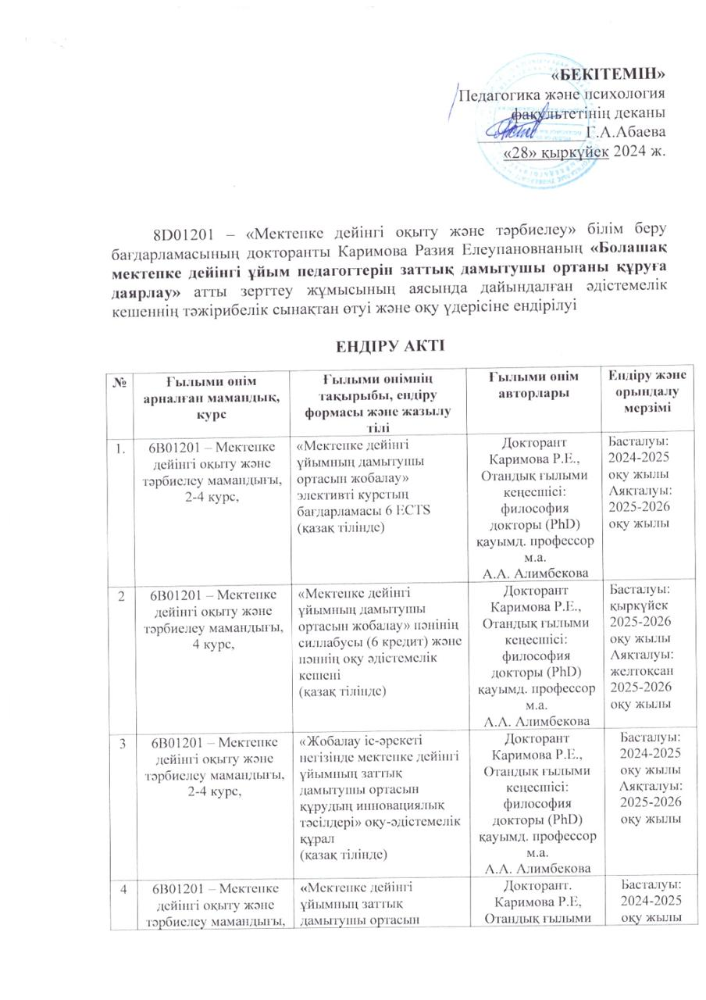 «БЕКІТЕМІН»
Педагогика және психология
факультетінің деканы
Г.А.Абаева
«28» қыркүйек 2024 ж.
8D01201 – «Мектепке дейінгі оқыту және тәрбиелеу» білім беру
бағдарламасының докторанты Каримова Разия Елеупановнаның «Болашақ
мектепке дейінгі ұйым педагогтерін заттық дамытушы ортаны құруға
даярлау» атты зерттеу жұмысының аясында дайындалған әдістемелік
кешеннің тәжірибелік сынақтан өтуі және оқу үдерісіне ендірілуі
ЕНДІРУ АКТІ
№
Ғылыми өнім
арналған мамандық,
курс
Ғылыми өнімнің
тақырыбы, ендіру
формасы және жазылу
тілі
Ғылыми өнім
авторлары
Ендіру және
орындалу
мерзімі
1.
6В01201 – Мектепке
дейінгі оқыту және
тәрбиелеу мамандығы,
2-4 курс,
«Мектепке дейінгі
ұйымның дамытушы
ортасын жобалау»
элективті курстың
бағдарламасы 6 ECTS
(қазақ тілінде)
Докторант
Каримова Р.Е.,
Отандық ғылыми
кеңесшісі:
философия
докторы (PhD)
қауымд. профессор
м.а.
А.А. Алимбекова
Басталуы:
2024-2025
оқу жылы
Аяқталуы:
2025-2026
оқу жылы
2
6В01201 – Мектепке
дейінгі оқыту және
тәрбиелеу мамандығы,
4 курс,
«Мектепке дейінгі
ұйымның дамытушы
ортасын жобалау» пәнінің
силлабусы (6 кредит) және
пәннің оқу әдістемелік
кешені
(қазақ тілінде)
Докторант
Каримова Р.Е.,
Отандық ғылыми
кеңесшісі:
философия
докторы (PhD)
қауымд. профессор
м.а.
А.А. Алимбекова
Басталуы:
қыркүйек
2025-2026
оқу жылы
Аяқталуы:
желтоқсан
2025-2026
оқу жылы
3
6В01201 – Мектепке
дейінгі оқыту және
тәрбиелеу мамандығы,
2-4 курс,
«Жобалау іс-әрекеті
негізінде мектепке дейінгі
ұйымның заттық
дамытушы ортасын
құрудың инновациялық
тәсілдері» оқу-әдістемелік
құрал
(қазақ тілінде)
Докторант
Каримова Р.Е.,
Отандық ғылыми
кеңесшісі:
философия
докторы (PhD)
қауымд. профессор
м.а.
А.А. Алимбекова
Басталуы:
2024-2025
оқу жылы
Аяқталуы:
2025-2026
оқу жылы
4
6В01201 – Мектепке
дейінгі оқыту және
тәрбиелеу мамандығы,
«Мектепке дейінгі
ұйымның заттық
дамытушы ортасын
Докторант.
Каримова Р.Е,
Отандық ғылыми
Басталуы:
2024-2025
оқу жылы